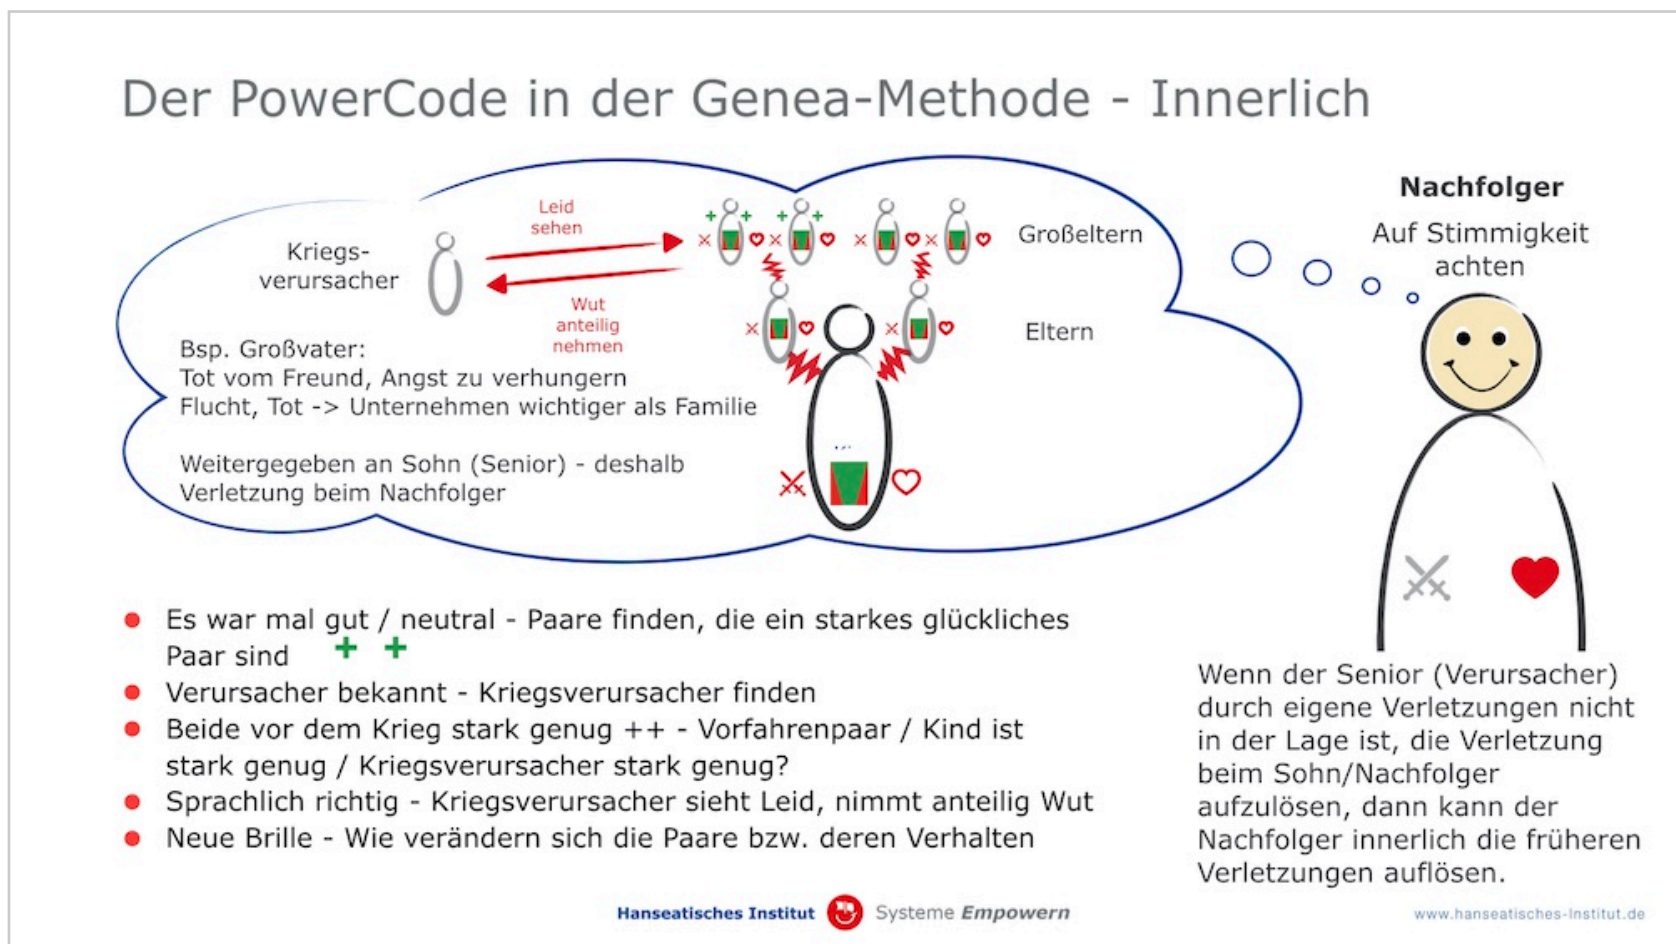 Der PowerCode in der Genea-Methode - Innerlich
Kriegs-
verursacher
Leid
sehen
Wut
anteilig
nehmen
Großeltern
Eltern
Bsp. Großvater:
Tot vom Freund, Angst zu verhungern
Flucht, Tot -> Unternehmen wichtiger als Familie
Weitergegeben an Sohn (Senior) - deshalb
Verletzung beim Nachfolger
Nachfolger
Auf Stimmigkeit
achten
Es war mal gut / neutral - Paare finden, die ein starkes glückliches
Paar sind + +
Verursacher bekannt - Kriegsverursacher finden
Beide vor dem Krieg stark genug ++ - Vorfahrenpaar / Kind ist
stark genug / Kriegsverursacher stark genug?
Sprachlich richtig - Kriegsverursacher sieht Leid, nimmt anteilig Wut
Neue Brille - Wie verändern sich die Paare bzw. deren Verhalten
Wenn der Senior (Verursacher)
durch eigene Verletzungen nicht
in der Lage ist, die Verletzung
beim Sohn/Nachfolger
aufzulösen, dann kann der
Nachfolger innerlich die früheren
Verletzungen auflösen.
Hanseatisches Institut Systeme Empowern
www.hanseatisches-Institut.de